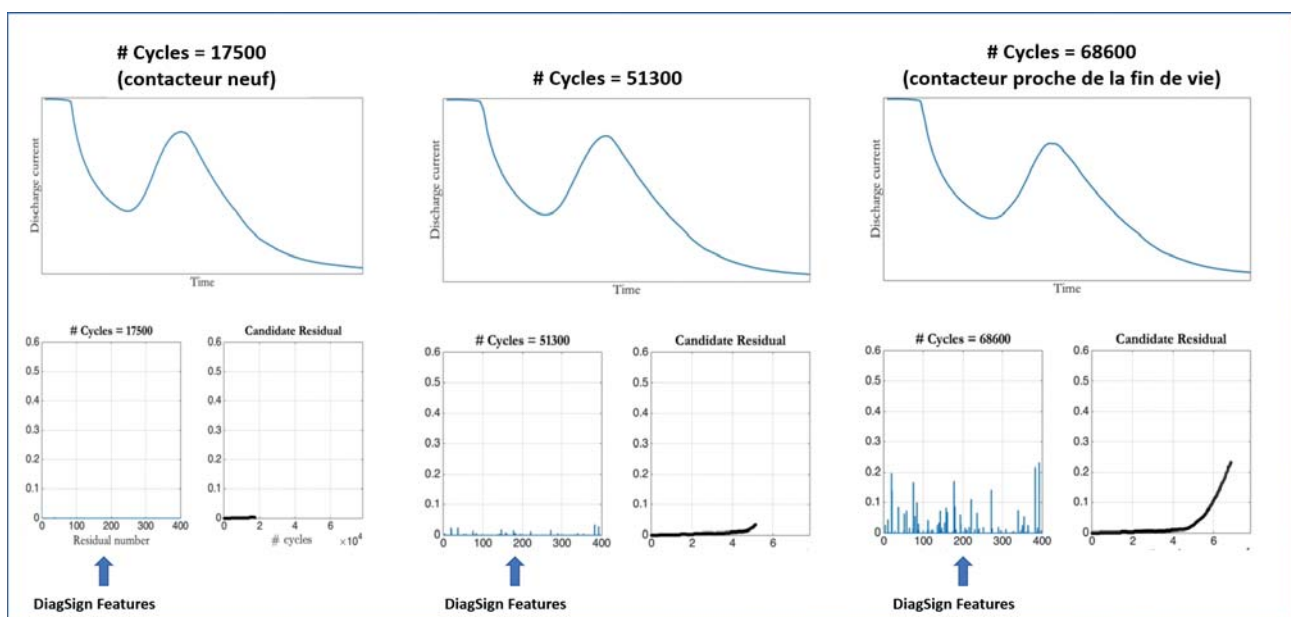 # Cycles = 17500
(contacteur neuf)
# Cycles = 51300
# Cycles = 68600
(contacteur proche de la fin de vie)
Discharge current
Time
Discharge current
Time
Discharge current
Time
# Cycles = 17500
0.6
0.5
0.4
0.3
0.2
0.1
0
0 100 200 300 400
Residual number
Candidate Residual
0.6
0.5
0.4
0.3
0.2
0.1
0
0 2 4 6
# cycles ×10⁴
# Cycles = 51300
0.6
0.5
0.4
0.3
0.2
0.1
0
0 100 200 300 400
Candidate Residual
0.6
0.5
0.4
0.3
0.2
0.1
0
0 2 4 6
# Cycles = 68600
0.6
0.5
0.4
0.3
0.2
0.1
0
0 100 200 300 400
Candidate Residual
0.6
0.5
0.4
0.3
0.2
0.1
0
0 2 4 6
DiagSign Features
DiagSign Features
DiagSign Features